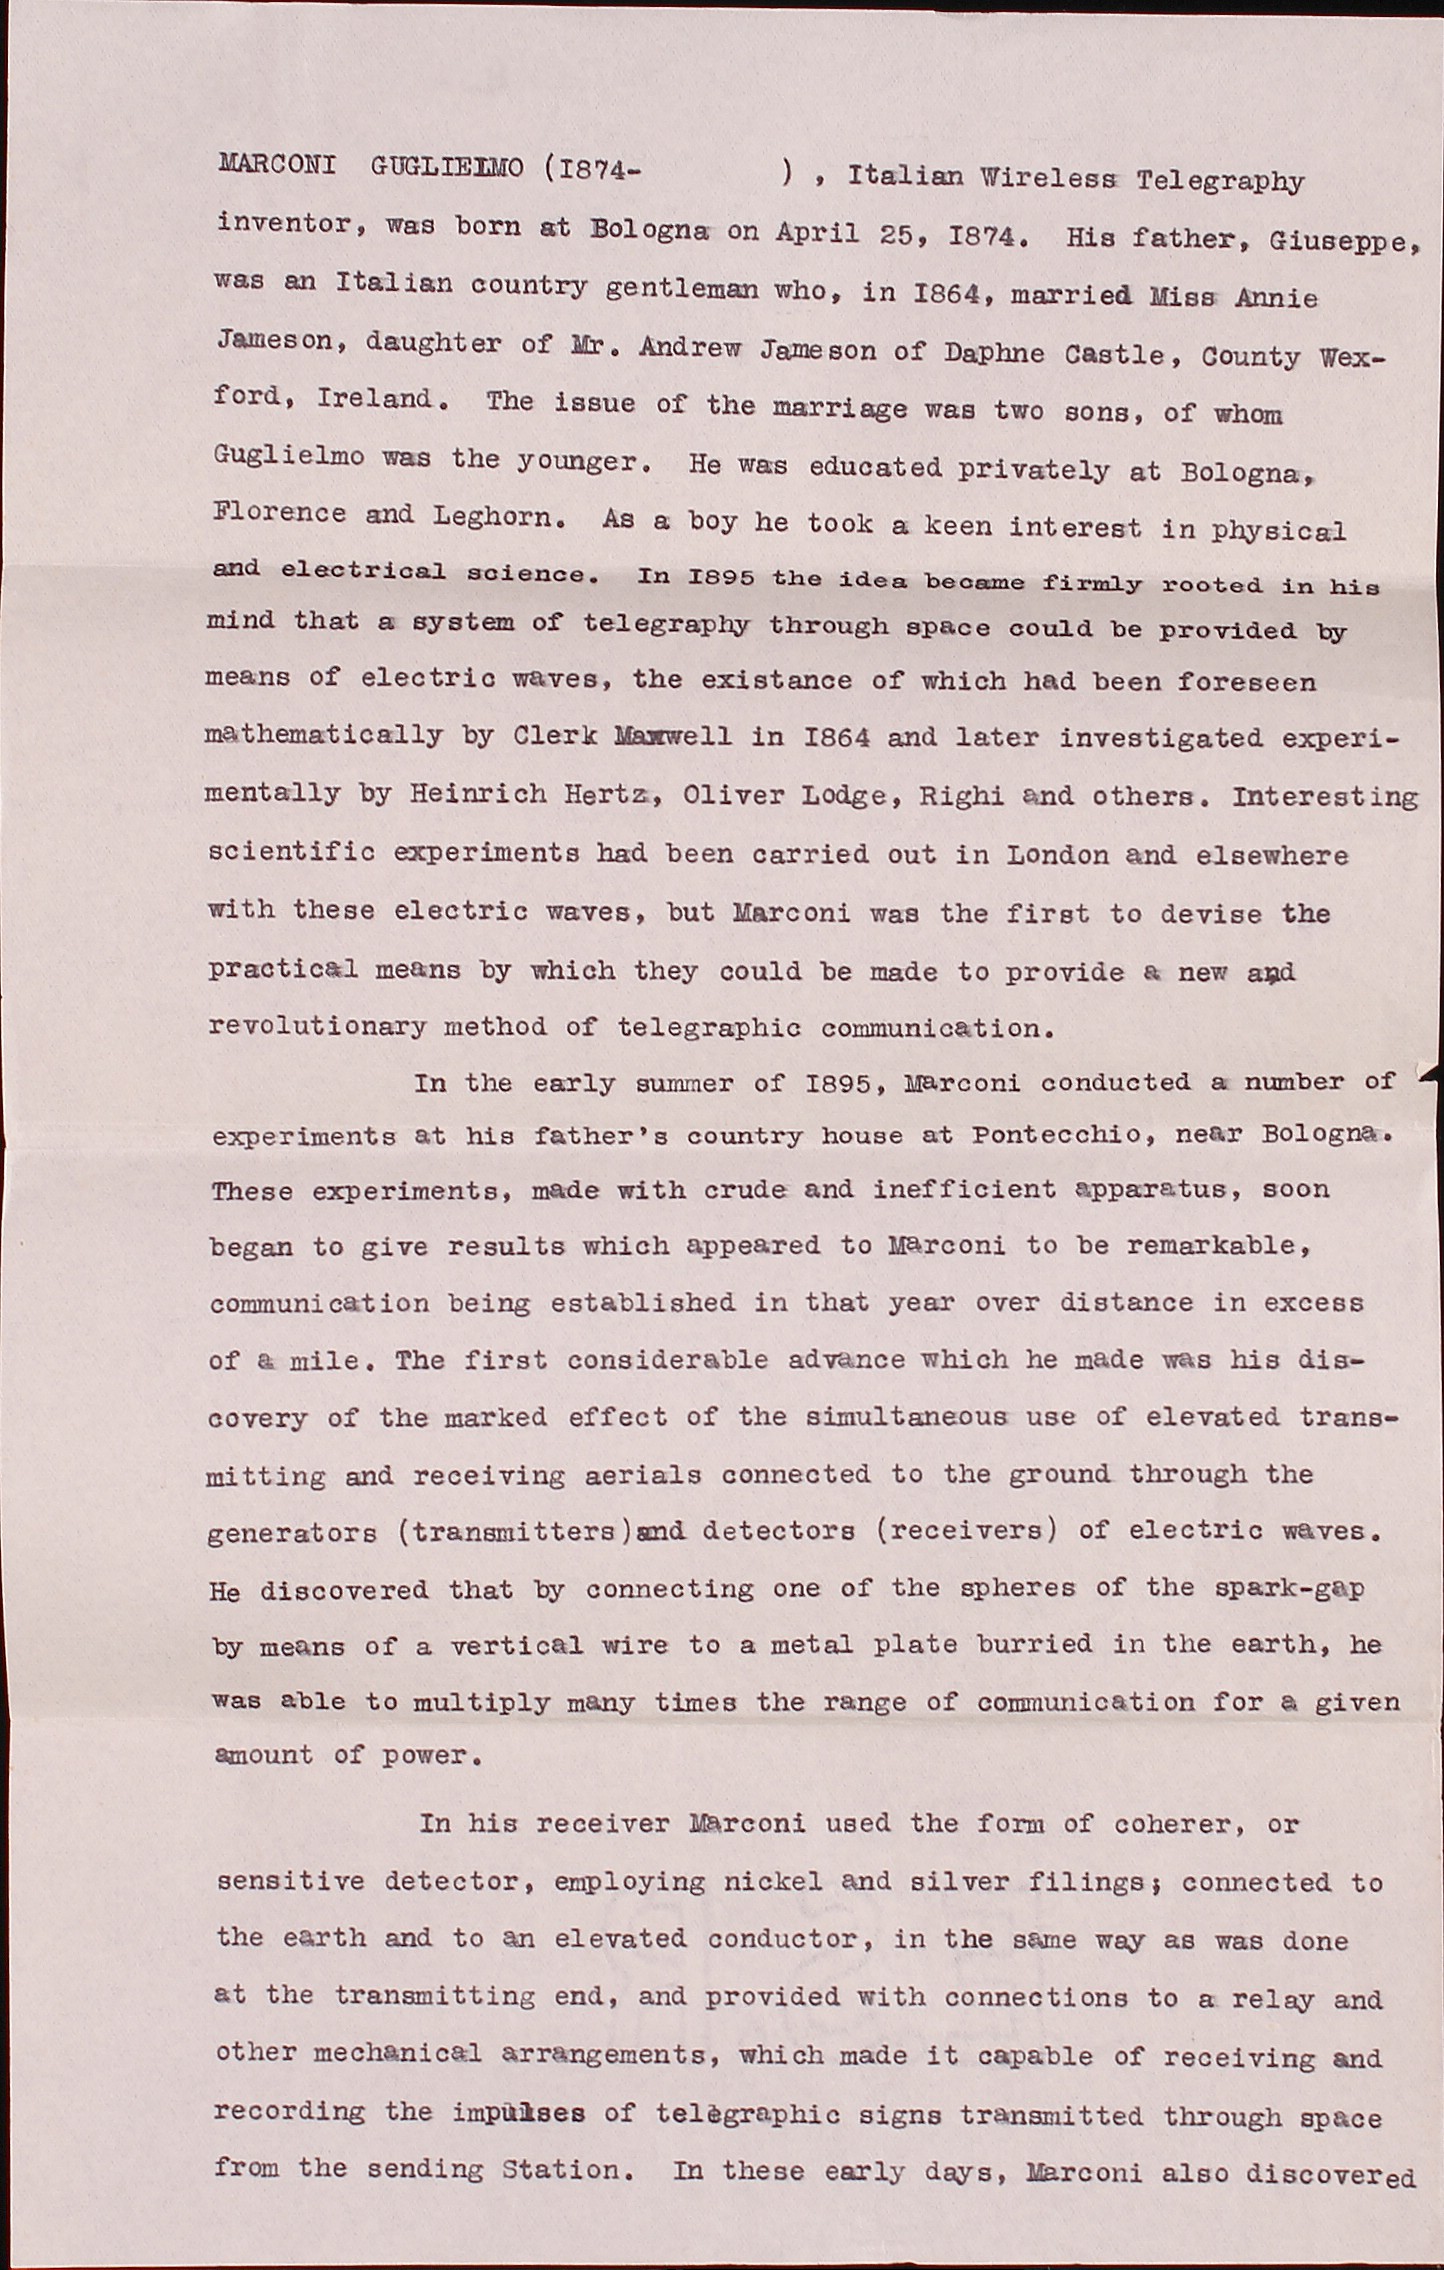 MARCONI  GUGLIELMO (I874-        ) , Italian Wireless Telegraphy
inventor, was born at Bologna on April 25, I874.  His father, Giuseppe,
was an Italian country gentleman who, in I864, married Miss Annie
Jameson, daughter of Mr. Andrew Jameson of Daphne Castle, County Wex-
ford, Ireland.  The issue of the marriage was two sons, of whom
Guglielmo was the younger.  He was educated privately at Bologna,
Florence and Leghorn.  As a boy he took a keen interest in physical
and electrical science.  In I895 the idea became firmly rooted in his
mind that a system of telegraphy through space could be provided by
means of electric waves, the existance of which had been foreseen
mathematically by Clerk Maxwell in I864 and later investigated experi-
mentally by Heinrich Hertz, Oliver Lodge, Righi and others. Interesting
scientific experiments had been carried out in London and elsewhere
with these electric waves, but Marconi was the first to devise the
practical means by which they could be made to provide a new and
revolutionary method of telegraphic communication.
In the early summer of I895, Marconi conducted a number of
experiments at his father's country house at Pontecchio, near Bologna.
These experiments, made with crude and inefficient apparatus, soon
began to give results which appeared to Marconi to be remarkable,
communication being established in that year over distance in excess
of a mile. The first considerable advance which he made was his dis-
covery of the marked effect of the simultaneous use of elevated trans-
mitting and receiving aerials connected to the ground through the
generators (transmitters)and detectors (receivers) of electric waves.
He discovered that by connecting one of the spheres of the spark-gap
by means of a vertical wire to a metal plate burried in the earth, he
was able to multiply many times the range of communication for a given
amount of power.
In his receiver Marconi used the form of coherer, or
sensitive detector, employing nickel and silver filings; connected to
the earth and to an elevated conductor, in the same way as was done
at the transmitting end, and provided with connections to a relay and
other mechanical arrangements, which made it capable of receiving and
recording the impulses of telegraphic signs transmitted through space
from the sending Station.  In these early days, Marconi also discovered